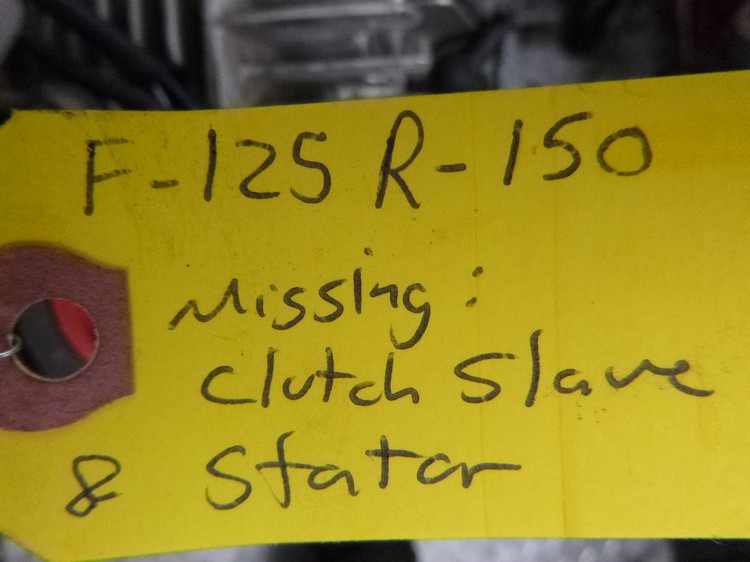 F-125 R-150
Missing:
Clutch Slave
& Stator